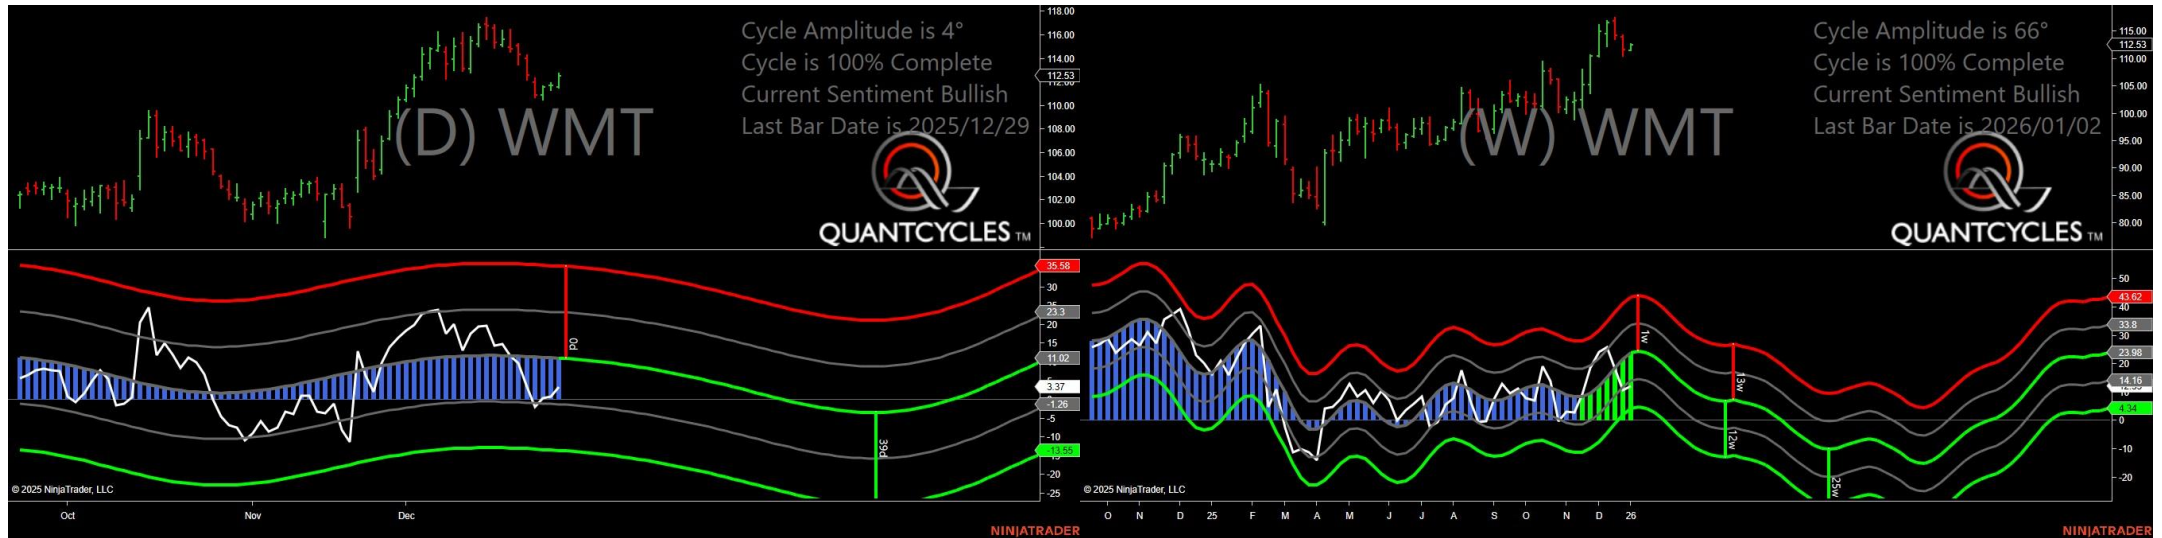 Cycle Amplitude is 4°
Cycle is 100% Complete
Current Sentiment Bullish
Last Bar Date is 2025/12/29
(D) WMT
QUANTCYCLES TM
118.00
116.00
114.00
112.53
110.00
108.00
106.00
104.00
102.00
100.00
35.58
30
23.3
20
15
11.02
3.37
-1.26
-5
-10
-13.55
-20
-25
0d
39d
© 2025 NinjaTrader, LLC
Oct Nov Dec
NINJATRADER
Cycle Amplitude is 66°
Cycle is 100% Complete
Current Sentiment Bullish
Last Bar Date is 2026/01/02
(W) WMT
QUANTCYCLES TM
115.00
112.53
110.00
105.00
100.00
95.00
90.00
85.00
80.00
50
43.62
40
33.8
30
23.98
20
14.16
4.34
0
-10
-20
1w
13w
12w
25w
© 2025 NinjaTrader, LLC
O N D 25 F M A M J J A S O N D 26
NINJATRADER